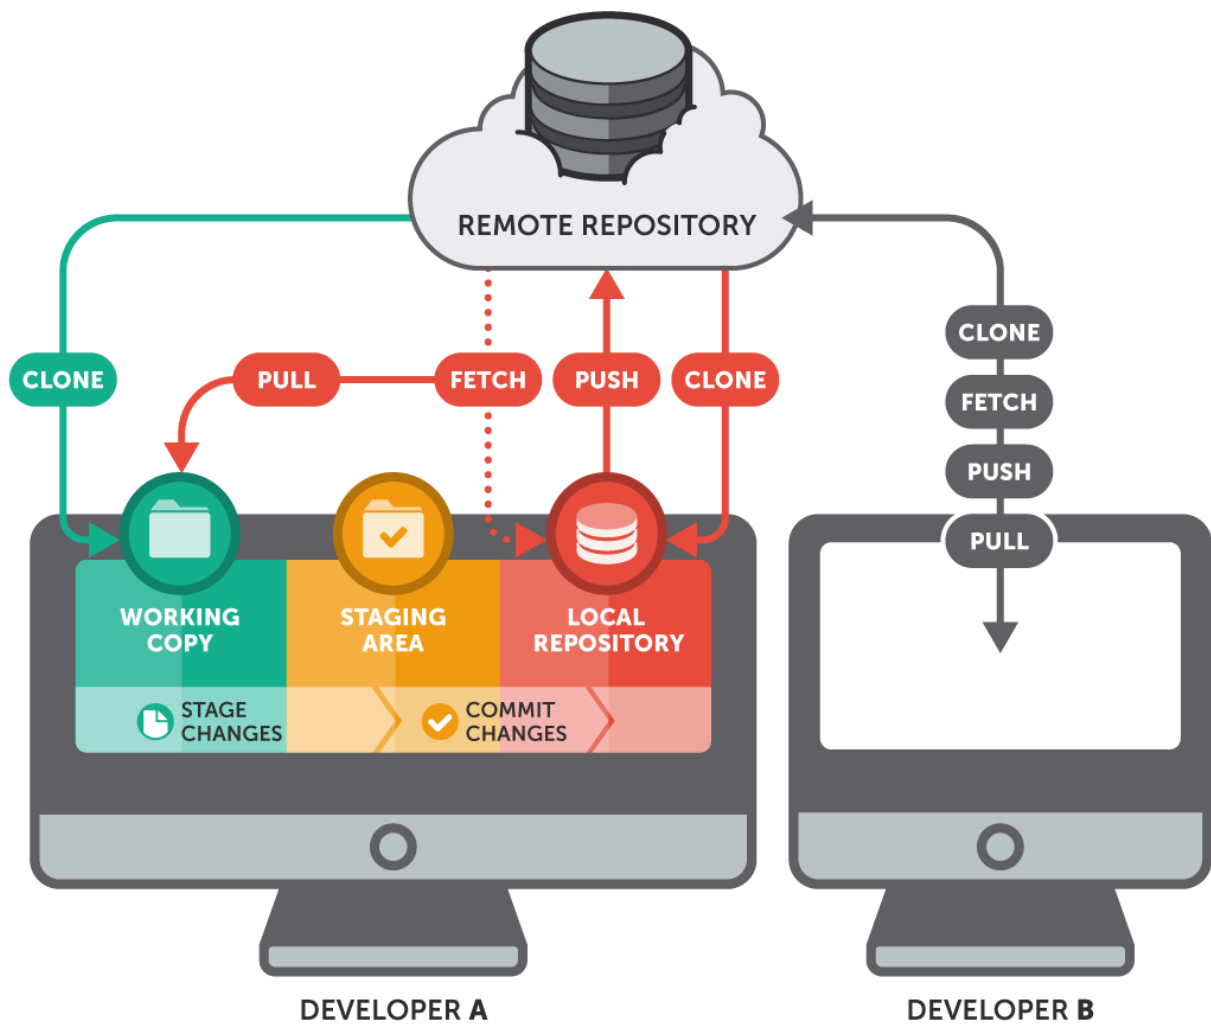 REMOTE REPOSITORY
CLONE
PULL
FETCH
PUSH
CLONE
CLONE
FETCH
PUSH
PULL
WORKING
COPY
STAGING
AREA
LOCAL
REPOSITORY
STAGE
CHANGES
COMMIT
CHANGES
DEVELOPER A
DEVELOPER B